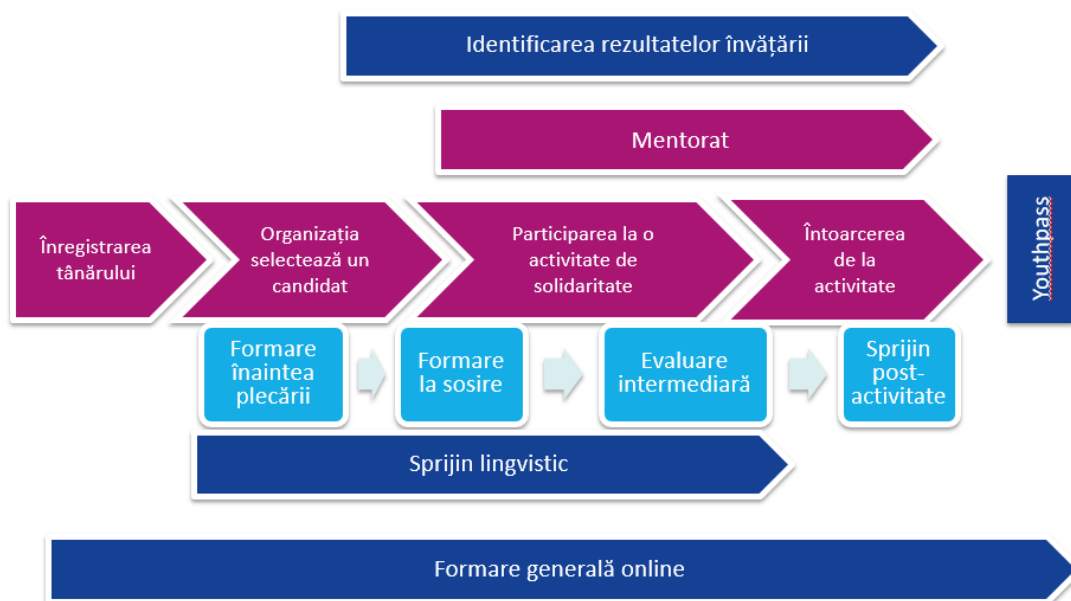 Identificarea rezultatelor învățării
Mentorat
Înregistrarea
tânărului
Organizația
selectează un
candidat
Participarea la o
activitate de
solidaritate
Întoarcerea
de la
activitate
Youthpass
Formare
înaintea
plecării
Formare
la sosire
Evaluare
intermediară
Sprijin
post-
activitate
Sprijin lingvistic
Formare generală online